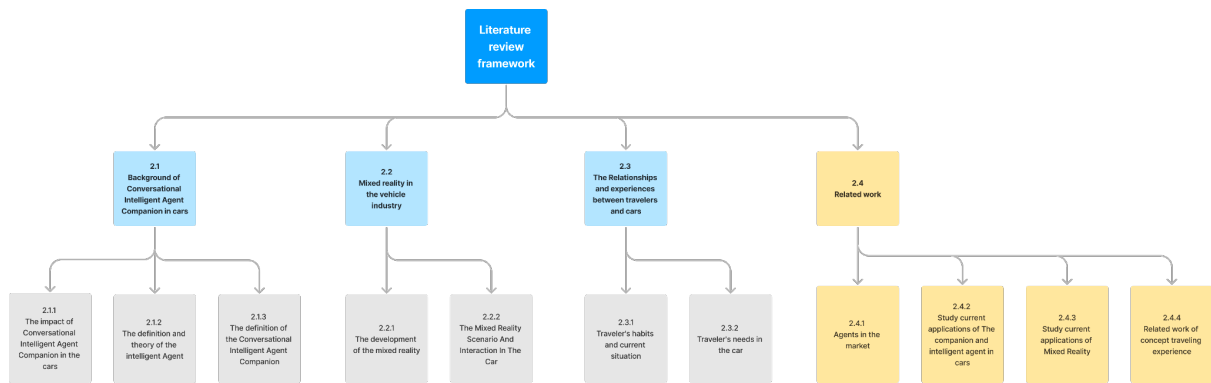 Literature
review
framework
2.1
Background of
Conversational
Intelligent Agent
Companion in cars
2.2
Mixed reality in
the vehicle
industry
2.3
The Relationships
and experiences
between travelers
and cars
2.4
Related work
2.1.1
The impact of
Conversational
Intelligent Agent
Companion in the
cars
2.1.2
The definition and
theory of the
intelligent Agent
2.1.3
The definition of
the Conversational
Intelligent Agent
Companion
2.2.1
The development
of the mixed reality
2.2.2
The Mixed Reality
Scenario And
Interaction In The
Car
2.3.1
Traveler's habits
and current
situation
2.3.2
Traveler's needs in
the car
2.4.1
Agents in the
market
2.4.2
Study current
applications of The
companion and
intelligent agent in
cars
2.4.3
Study current
applications of
Mixed Reality
2.4.4
Related work of
concept traveling
experience